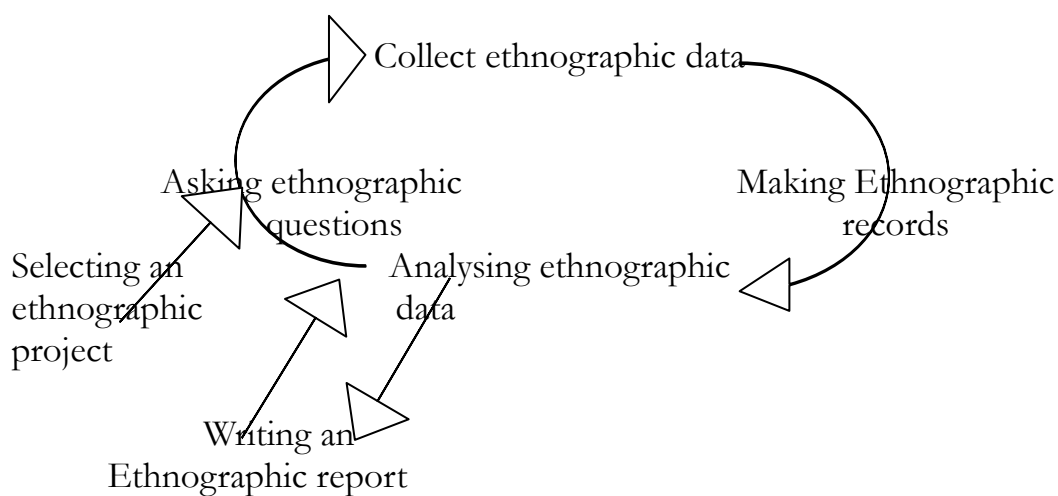 Collect ethnographic data
Asking ethnographic
questions
Making Ethnographic
records
Selecting an
ethnographic
project
Analysing ethnographic
data
Writing an
Ethnographic report